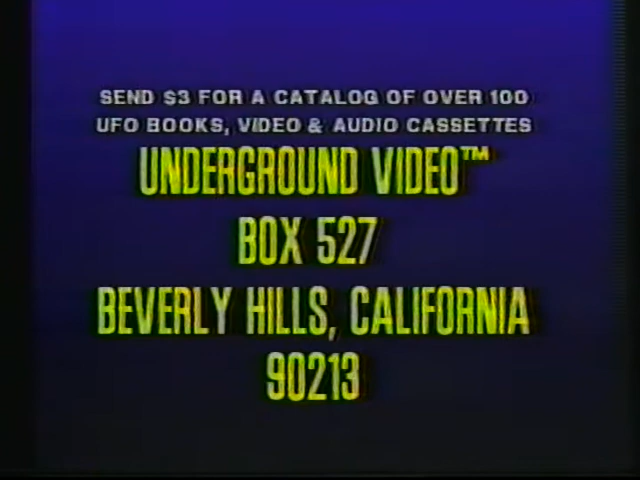 SEND $3 FOR A CATALOG OF OVER 100
UFO BOOKS, VIDEO & AUDIO CASSETTES
UNDERGROUND VIDEO™
BOX 527
BEVERLY HILLS, CALIFORNIA
90213